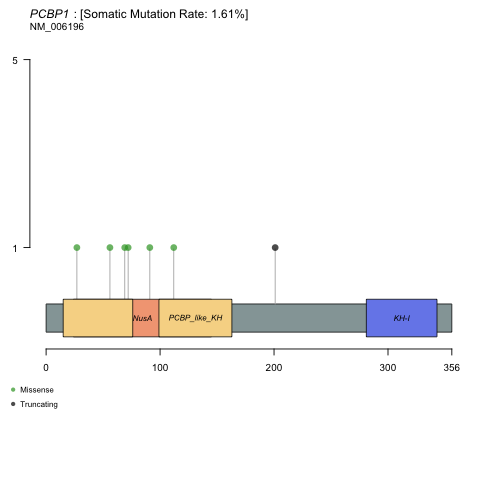 PCBP1 : [Somatic Mutation Rate: 1.61%]
NM_006196
5
1
NusA
PCBP_like_KH
KH-I
0 100 200 300 356
Missense
Truncating